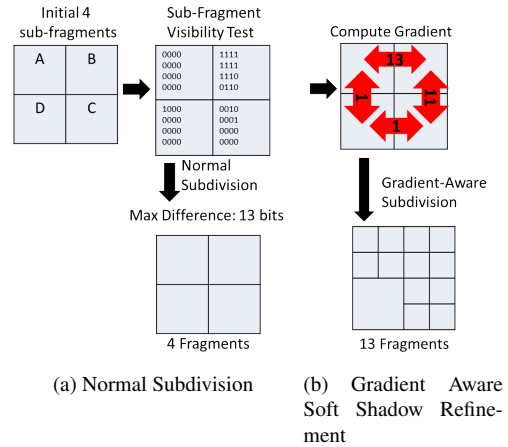 Initial 4
sub-fragments
Sub-Fragment
Visibility Test
Compute Gradient
A
B
D
C
0000
0000
0000
0000
1111
1111
1110
0110
1000
0000
0000
0000
0010
0001
0000
0000
13
1
11
1
Normal
Subdivision
Max Difference: 13 bits
Gradient-Aware
Subdivision
4 Fragments
13 Fragments
(a) Normal Subdivision
(b) Gradient Aware
Soft Shadow Refine-
ment